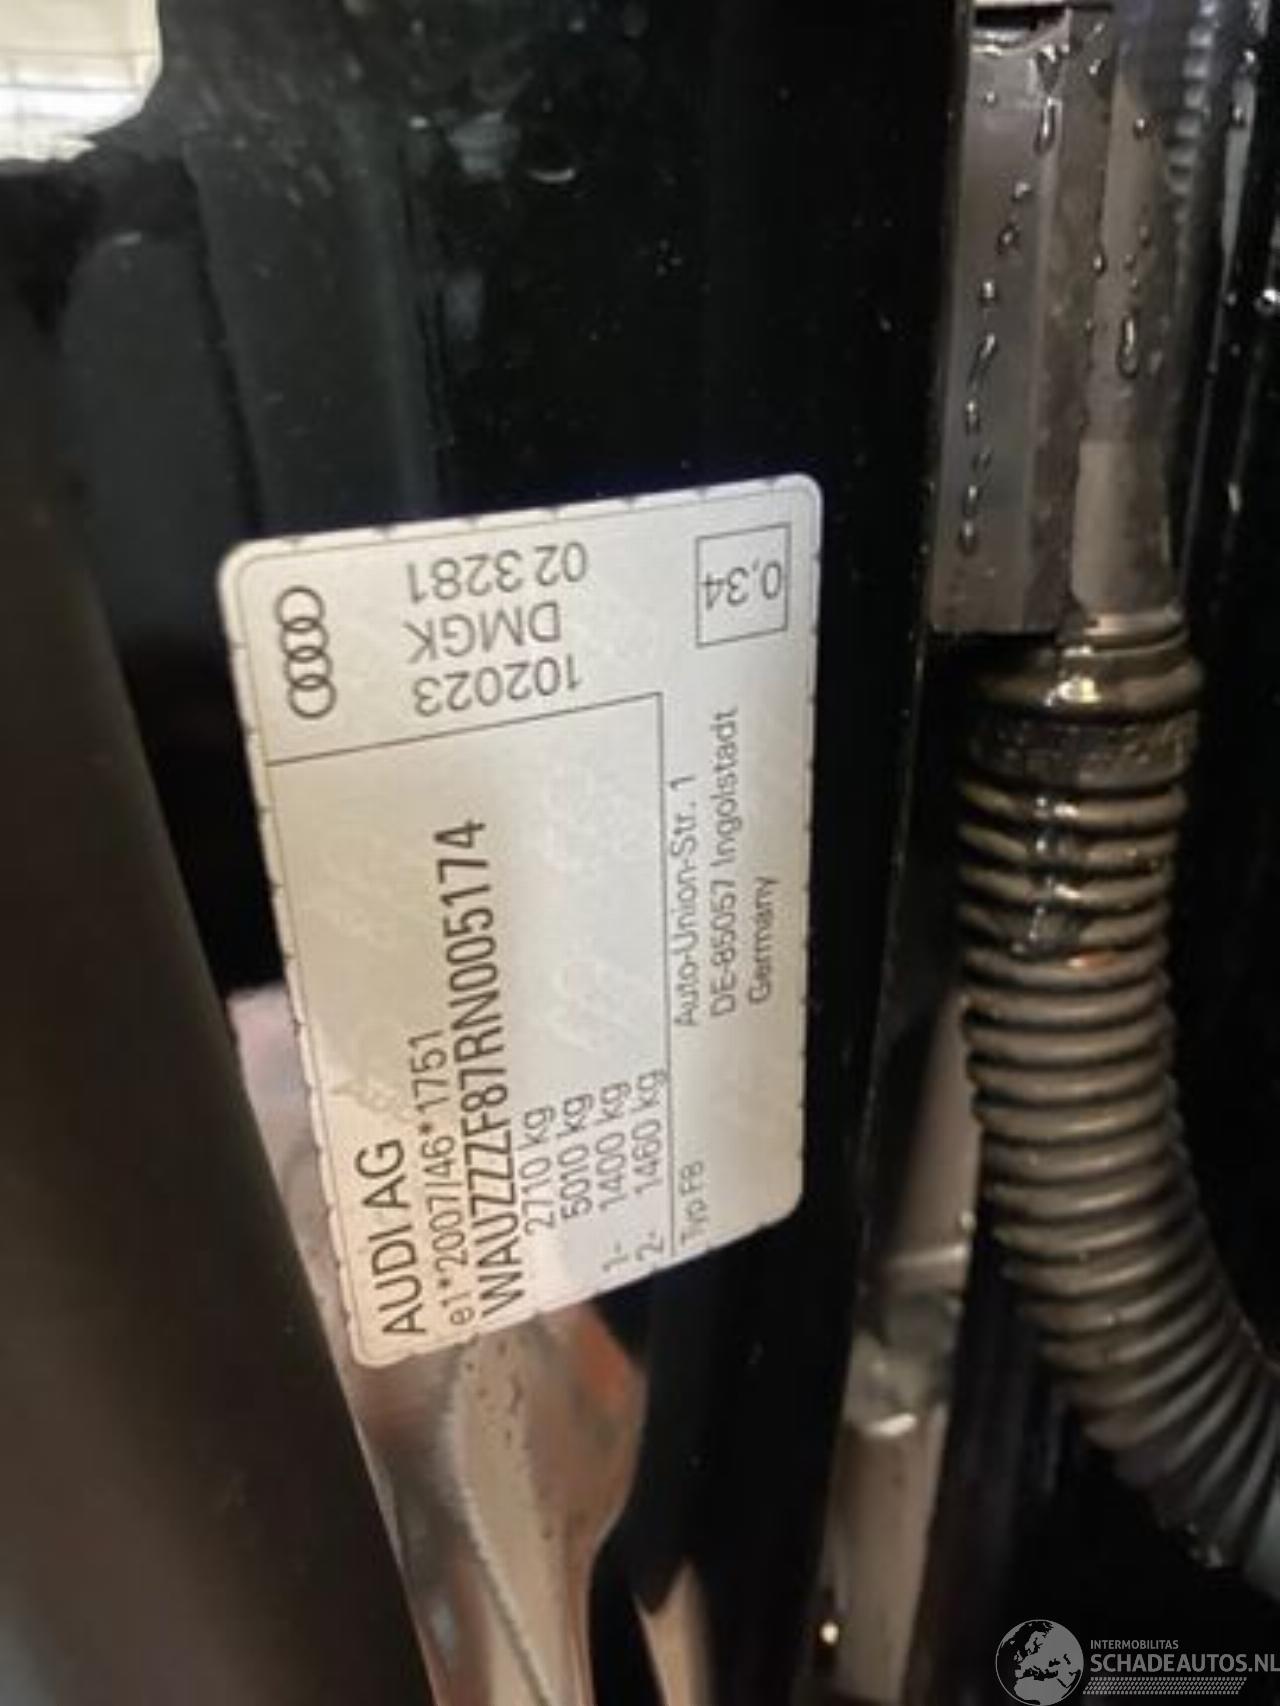 AUDI AG
e1*2007/46*1751
WAUZZZF87RN005174
2710 kg
5010 kg
1- 1400 kg
2- 1460 kg
Typ F8
Auto-Union-Str. 1
DE-85057 Ingolstadt
Germany
102023
DMGK
02 3281
0,34
INTERMOBILITAS
SCHADEAUTOS.NL